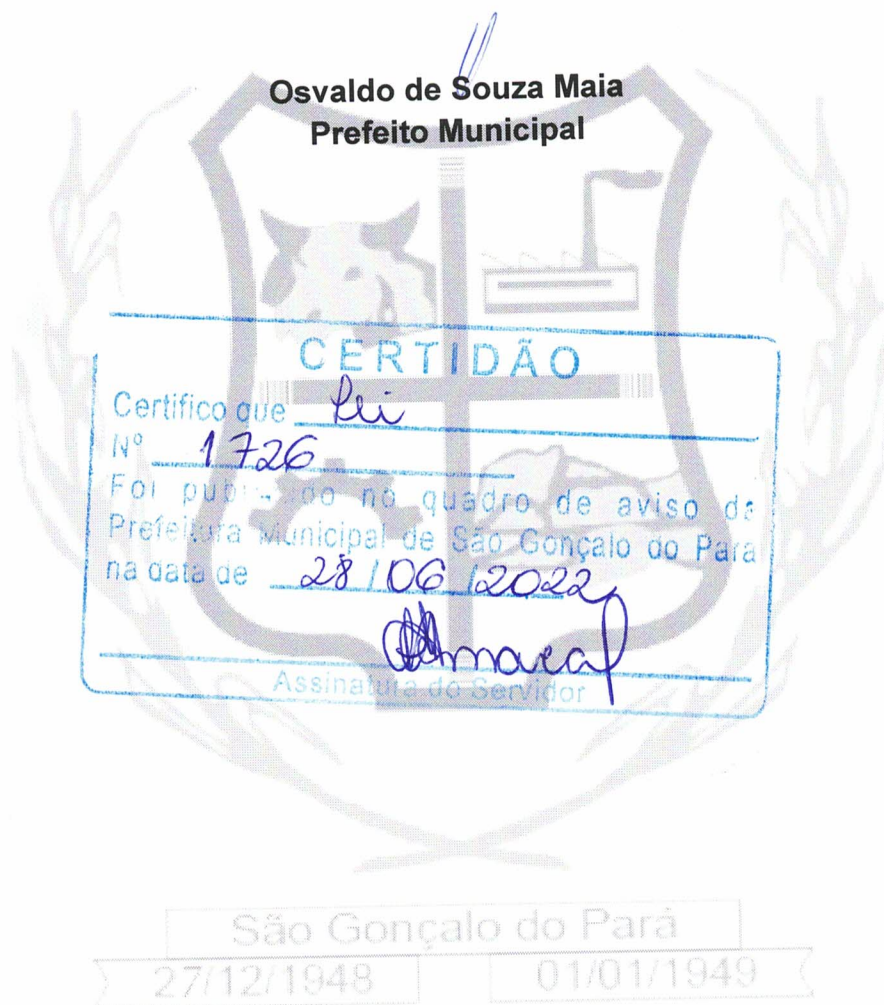 Osvaldo de Souza Maia
Prefeito Municipal
CERTIDÃO
Certifico que Lei
Nº 1726
Foi publicado no quadro de aviso da
Prefeitura Municipal de São Gonçalo do Pará
na data de 28/06/2022
Assinatura do Servidor
São Gonçalo do Pará
27/12/1948 01/01/1949